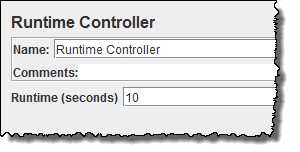 Runtime Controller
Name: Runtime Controller
Comments:
Runtime (seconds) 10